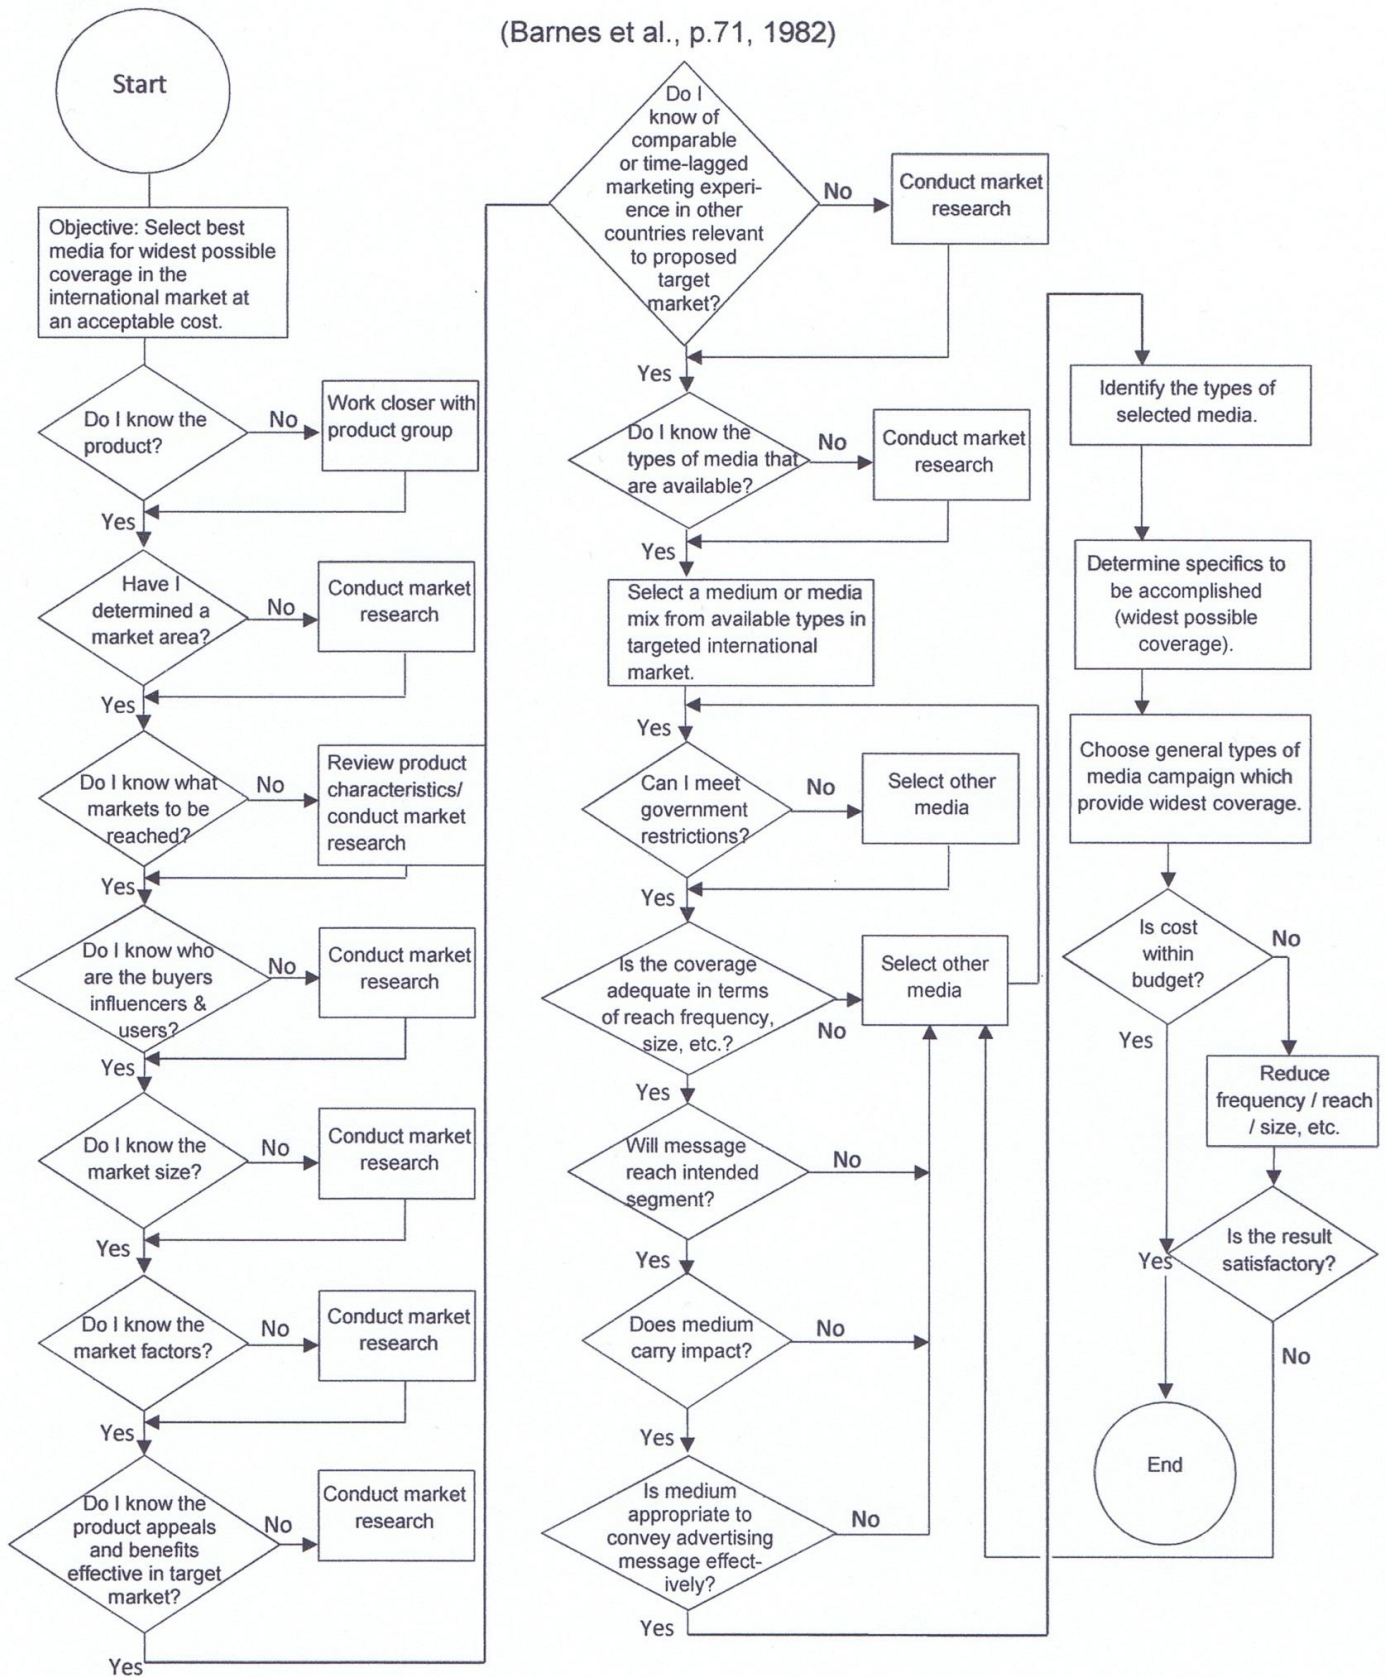 (Barnes et al., p.71, 1982)
Start
Objective: Select best
media for widest possible
coverage in the
international market at
an acceptable cost.
Do I know the
product?
No
Work closer with
product group
Yes
Have I
determined a
market area?
No
Conduct market
research
Yes
Do I know what
markets to be
reached?
No
Review product
characteristics/
conduct market
research
Yes
Do I know who
are the buyers
influencers &
users?
No
Conduct market
research
Yes
Do I know the
market size?
No
Conduct market
research
Yes
Do I know the
market factors?
No
Conduct market
research
Yes
Do I know the
product appeals
and benefits
effective in target
market?
No
Conduct market
research
Yes
Do I
know of
comparable
or time-lagged
marketing experi-
ence in other
countries relevant
to proposed
target
market?
No
Conduct market
research
Yes
Do I know the
types of media that
are available?
No
Conduct market
research
Yes
Select a medium or media
mix from available types in
targeted international
market.
Yes
Can I meet
government
restrictions?
No
Select other
media
Yes
Is the coverage
adequate in terms
of reach frequency,
size, etc.?
No
Select other
media
Yes
Will message
reach intended
segment?
No
Yes
Does medium
carry impact?
No
Yes
Is medium
appropriate to
convey advertising
message effect-
ively?
No
Yes
Identify the types of
selected media.
Determine specifics to
be accomplished
(widest possible
coverage).
Choose general types of
media campaign which
provide widest coverage.
Is cost
within
budget?
No
Yes
Reduce
frequency / reach
/ size, etc.
Is the result
satisfactory?
Yes
No
End